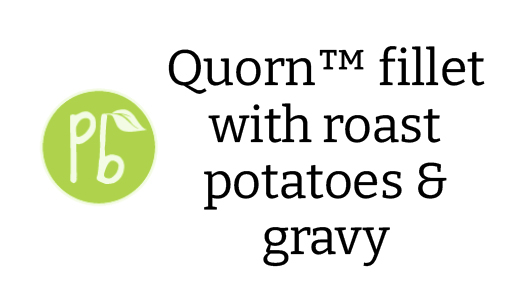 Pb
Quorn™ fillet
with roast
potatoes &
gravy